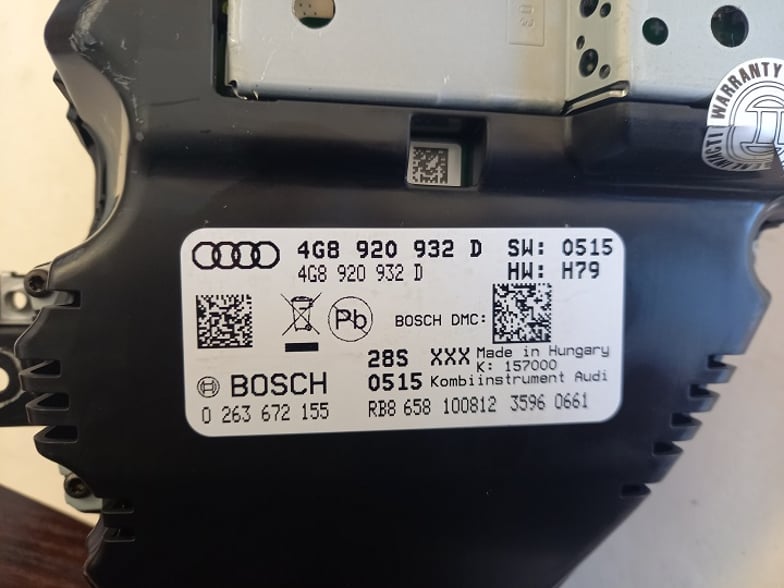 WARRANTY
4G8 920 932 D SW: 0515
4G8 920 932 D HW: H79
Pb BOSCH DMC:
28S XXX Made in Hungary
K: 157000
BOSCH 0515 Kombiinstrument Audi
0 263 672 155 RB8 658 100812 3596 0661